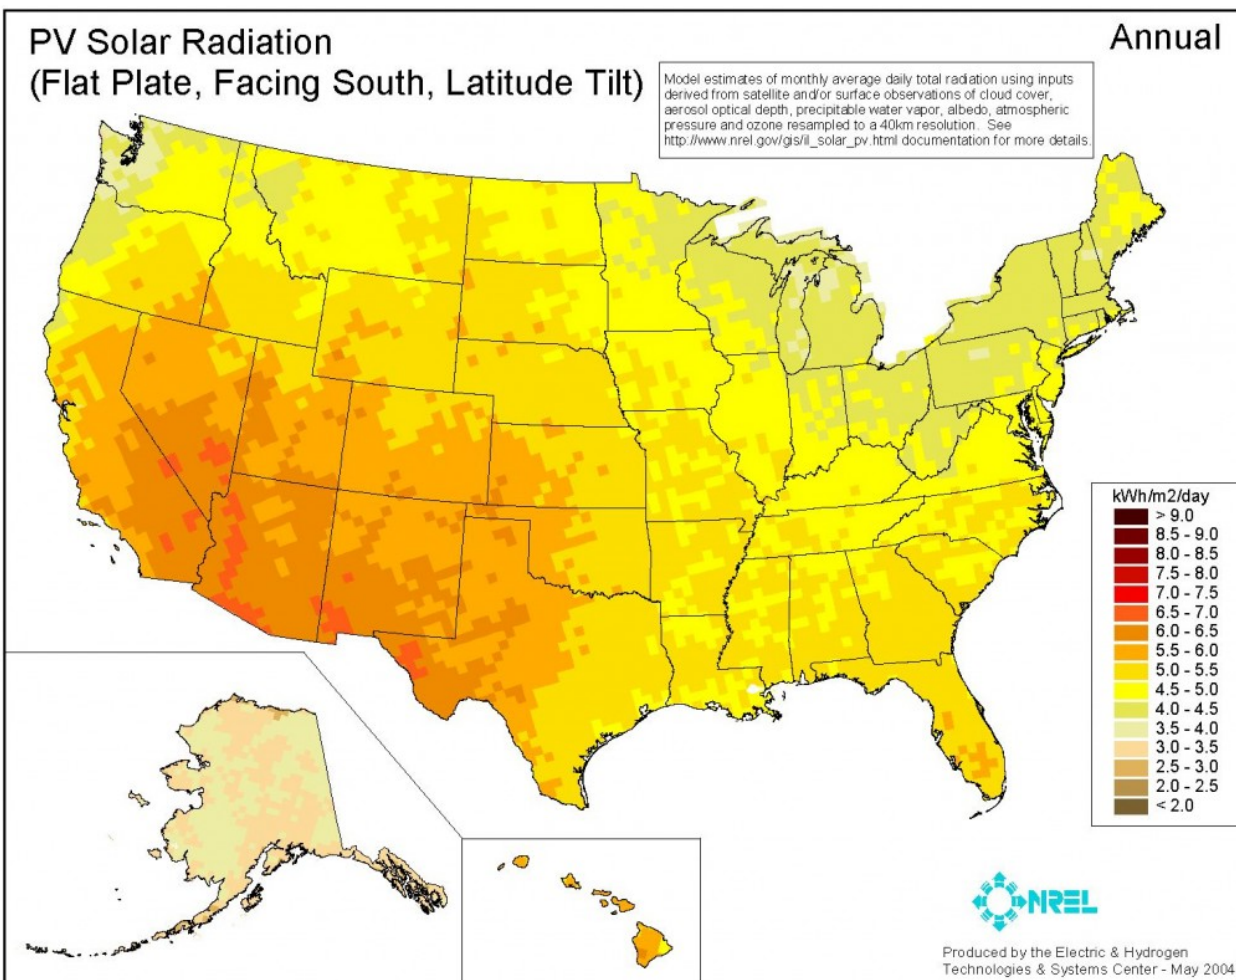 PV Solar Radiation
(Flat Plate, Facing South, Latitude Tilt)
Annual
Model estimates of monthly average daily total radiation using inputs
derived from satellite and/or surface observations of cloud cover,
aerosol optical depth, precipitable water vapor, albedo, atmospheric
pressure and ozone resampled to a 40km resolution. See
http://www.nrel.gov/gis/il_solar_pv.html documentation for more details.
kWh/m2/day
> 9.0
8.5 - 9.0
8.0 - 8.5
7.5 - 8.0
7.0 - 7.5
6.5 - 7.0
6.0 - 6.5
5.5 - 6.0
5.0 - 5.5
4.5 - 5.0
4.0 - 4.5
3.5 - 4.0
3.0 - 3.5
2.5 - 3.0
2.0 - 2.5
< 2.0
NREL
Produced by the Electric & Hydrogen
Technologies & Systems Center - May 2004